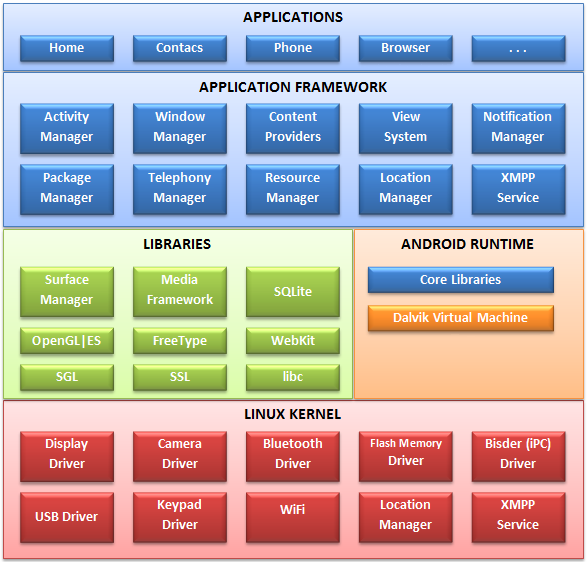 APPLICATIONS
Home
Contacs
Phone
Browser
. . .
APPLICATION FRAMEWORK
Activity
Manager
Window
Manager
Content
Providers
View
System
Notification
Manager
Package
Manager
Telephony
Manager
Resource
Manager
Location
Manager
XMPP
Service
LIBRARIES
Surface
Manager
Media
Framework
SQLite
OpenGL|ES
FreeType
WebKit
SGL
SSL
libc
ANDROID RUNTIME
Core Libraries
Dalvik Virtual Machine
LINUX KERNEL
Display
Driver
Camera
Driver
Bluetooth
Driver
Flash Memory
Driver
Bisder (iPC)
Driver
USB Driver
Keypad
Driver
WiFi
Location
Manager
XMPP
Service